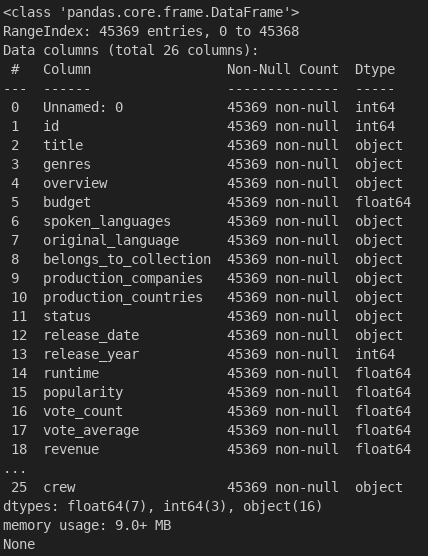 <class 'pandas.core.frame.DataFrame'>
RangeIndex: 45369 entries, 0 to 45368
Data columns (total 26 columns):
 #   Column                 Non-Null Count  Dtype
---  ------                 --------------  -----
 0   Unnamed: 0             45369 non-null  int64
 1   id                     45369 non-null  int64
 2   title                  45369 non-null  object
 3   genres                 45369 non-null  object
 4   overview               45369 non-null  object
 5   budget                 45369 non-null  float64
 6   spoken_languages       45369 non-null  object
 7   original_language      45369 non-null  object
 8   belongs_to_collection  45369 non-null  object
 9   production_companies   45369 non-null  object
 10  production_countries   45369 non-null  object
 11  status                 45369 non-null  object
 12  release_date           45369 non-null  object
 13  release_year           45369 non-null  int64
 14  runtime                45369 non-null  float64
 15  popularity             45369 non-null  float64
 16  vote_count             45369 non-null  float64
 17  vote_average           45369 non-null  float64
 18  revenue                45369 non-null  float64
...
 25  crew                   45369 non-null  object
dtypes: float64(7), int64(3), object(16)
memory usage: 9.0+ MB
None